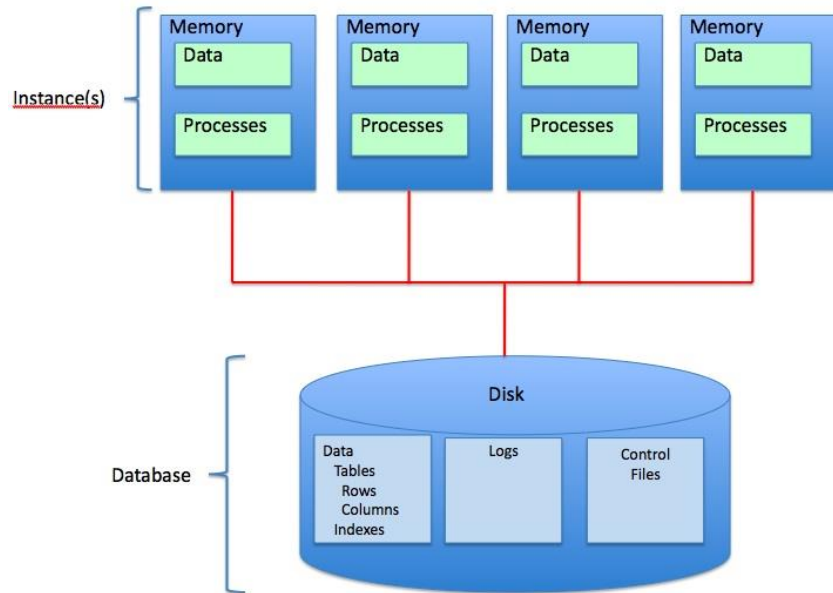 Instance(s)
Memory
Data
Processes
Memory
Data
Processes
Memory
Data
Processes
Memory
Data
Processes
Database
Disk
Data
Tables
Rows
Columns
Indexes
Logs
Control
Files